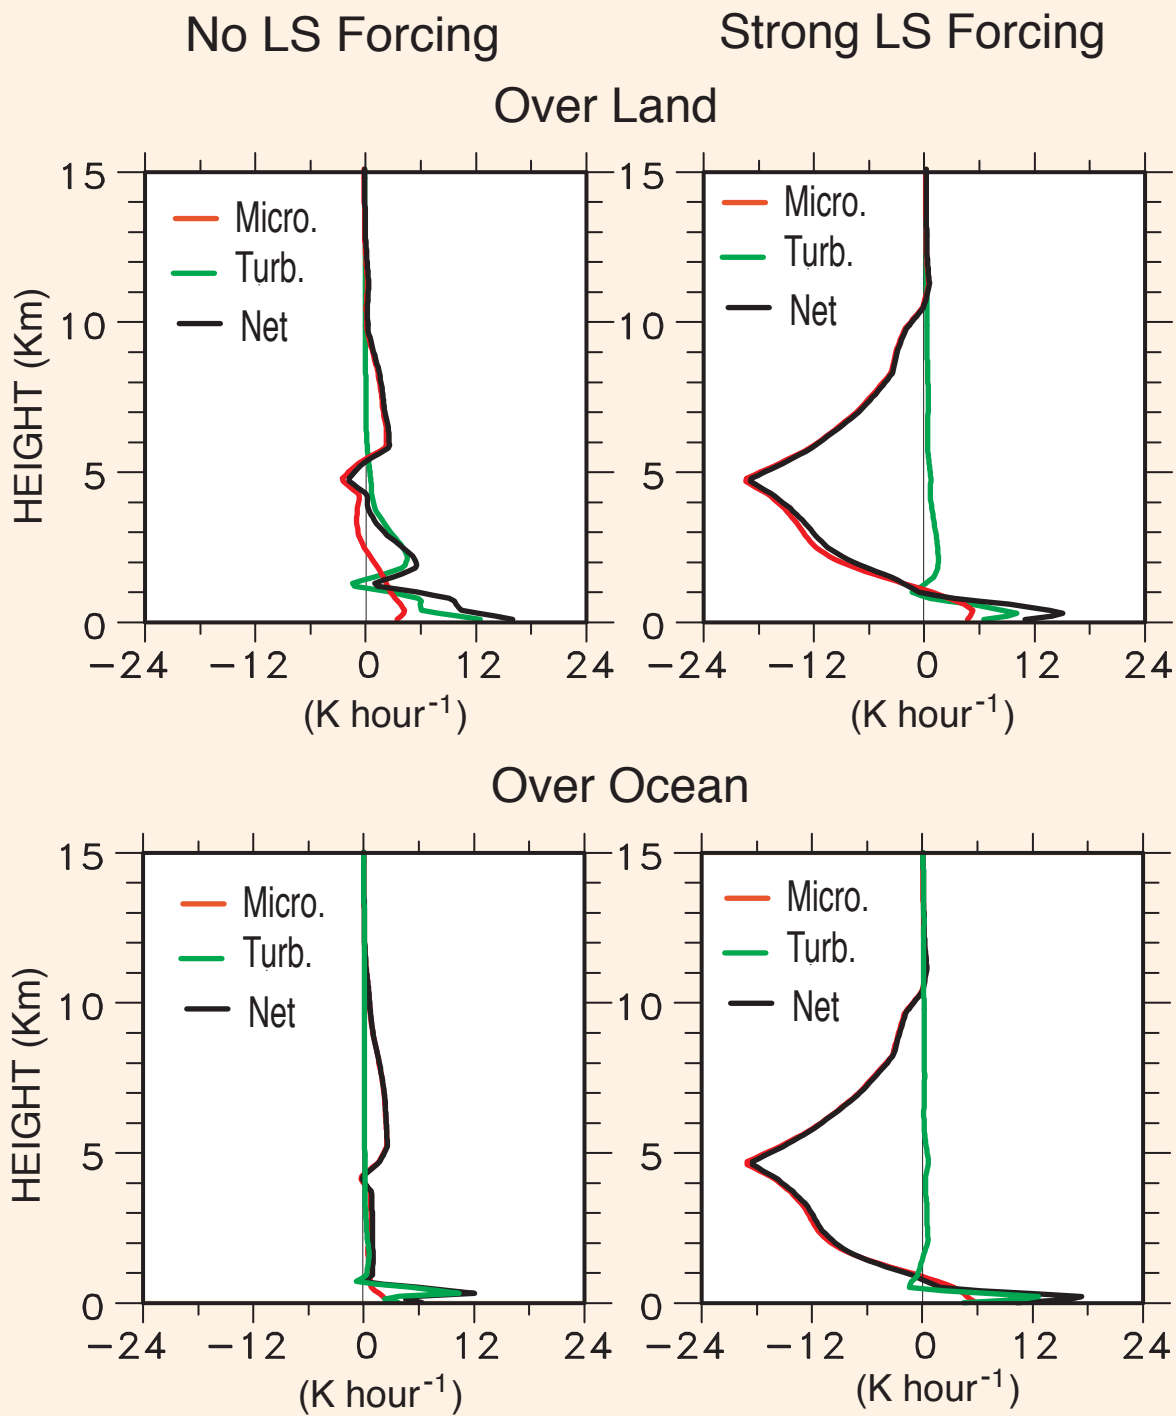 No LS Forcing Strong LS Forcing
Over Land
15 15
Micro. Micro.
Turb. Turb.
Net Net
10 10
HEIGHT (Km)
5 5
0 0
−24 −12 0 12 24 −24 −12 0 12 24
(K hour⁻¹) (K hour⁻¹)
Over Ocean
15 15
Micro. Micro.
Turb. Turb.
Net Net
10 10
HEIGHT (Km)
5 5
0 0
−24 −12 0 12 24 −24 −12 0 12 24
(K hour⁻¹) (K hour⁻¹)